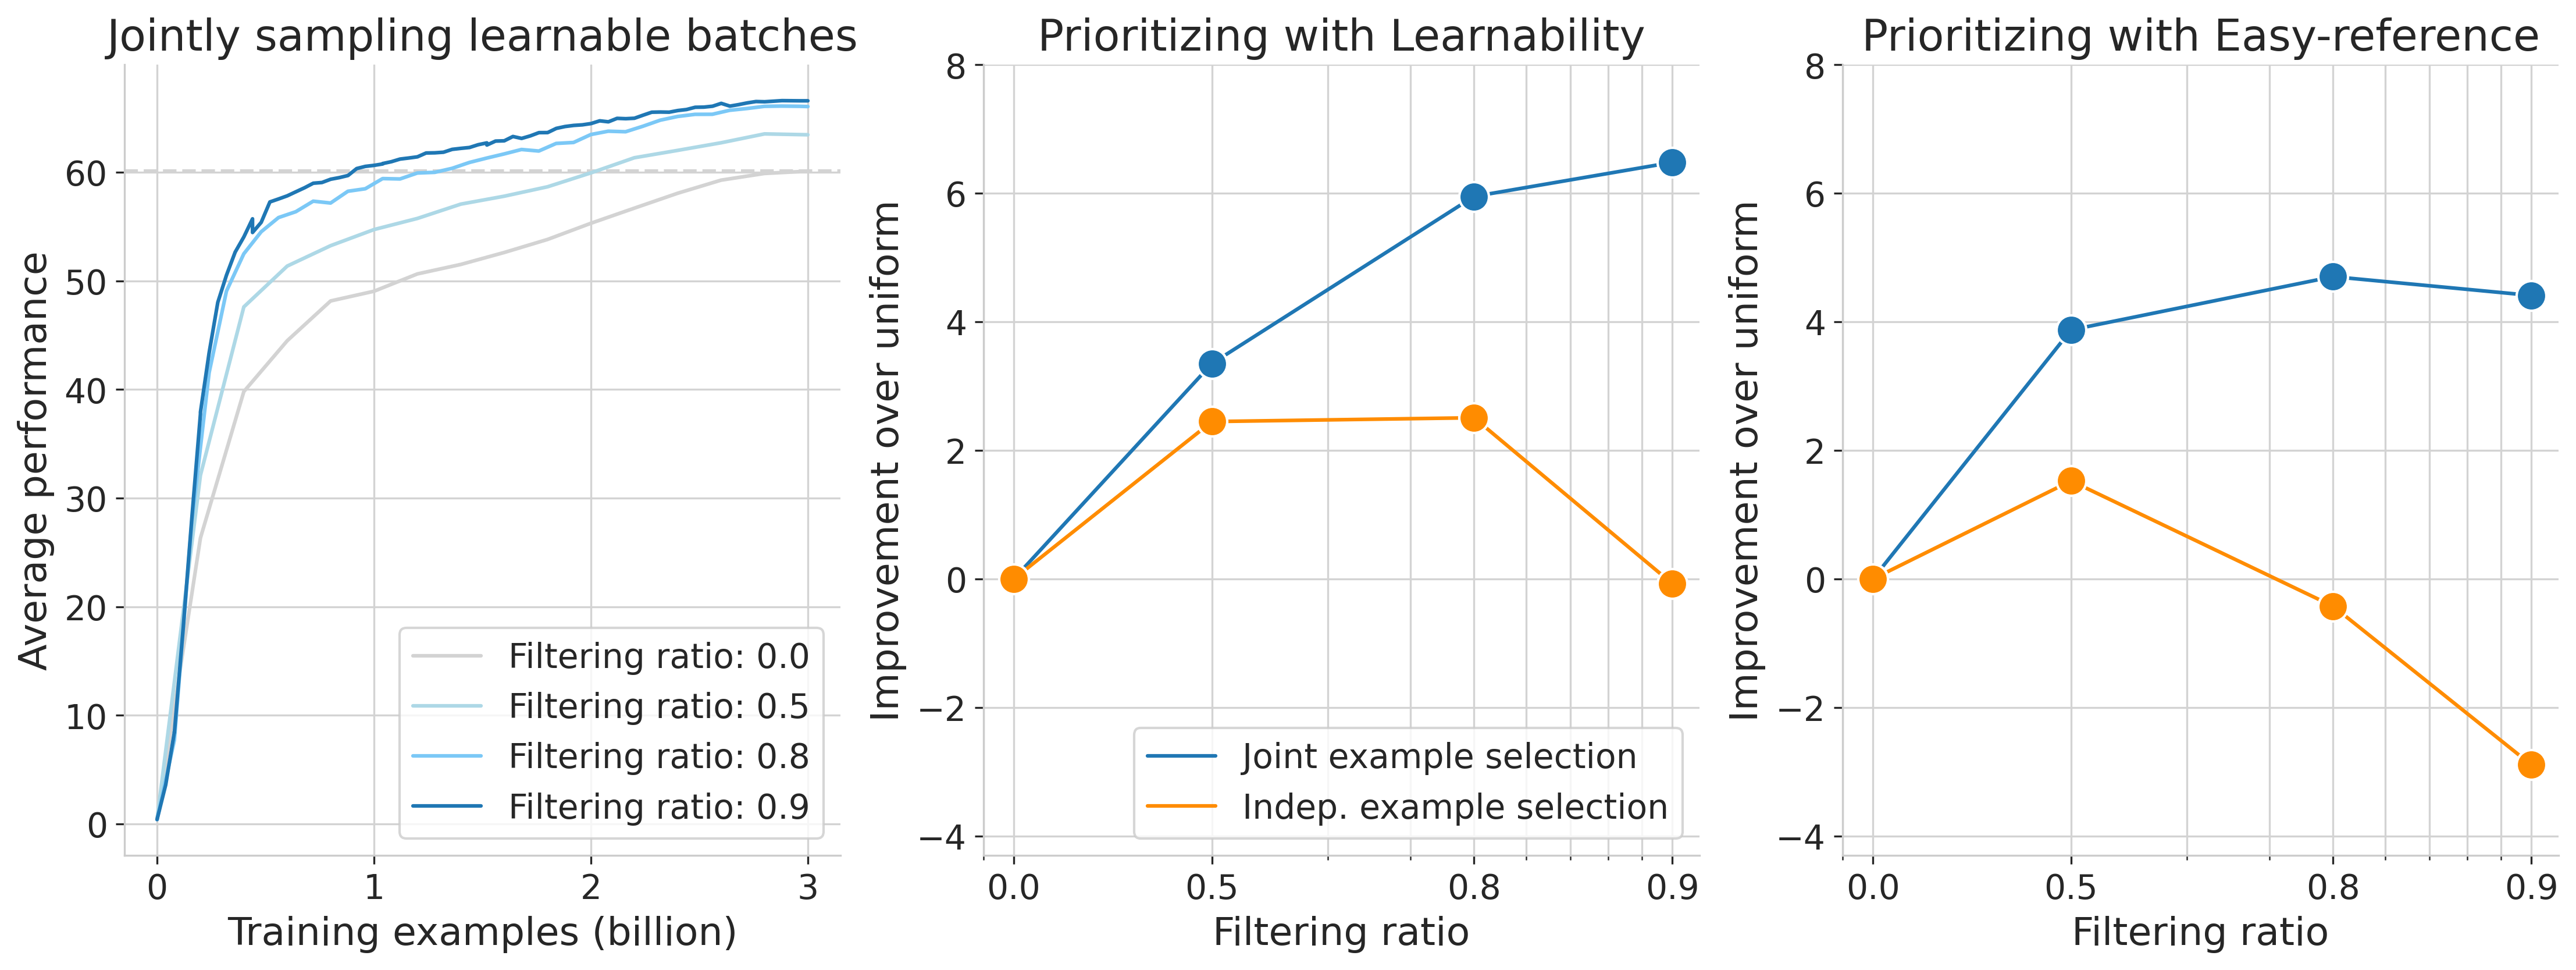 Jointly sampling learnable batches
Average performance
60
50
40
30
20
10
0
0
1
2
3
Training examples (billion)
Filtering ratio: 0.0
Filtering ratio: 0.5
Filtering ratio: 0.8
Filtering ratio: 0.9
Prioritizing with Learnability
Improvement over uniform
8
6
4
2
0
−2
−4
0.0
0.5
0.8
0.9
Filtering ratio
Joint example selection
Indep. example selection
Prioritizing with Easy-reference
Improvement over uniform
8
6
4
2
0
−2
−4
0.0
0.5
0.8
0.9
Filtering ratio